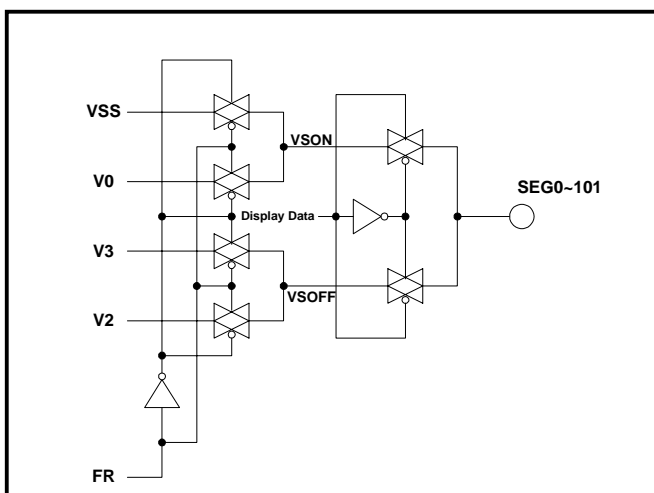 VSS
VSON
V0
SEG0~101
Display Data
V3
VSOFF
V2
FR